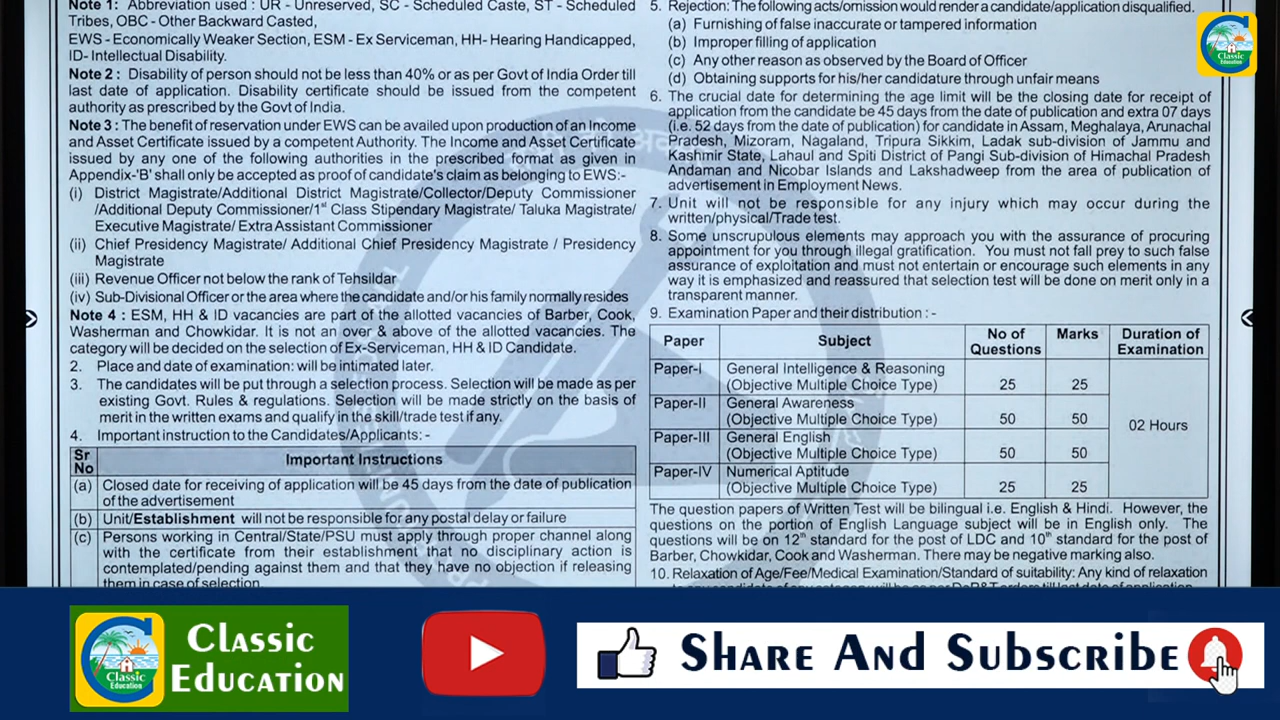 Note 1: Abbreviation used : UR - Unreserved, SC - Scheduled Caste, ST - Scheduled
Tribes, OBC - Other Backward Casted,
EWS - Economically Weaker Section, ESM - Ex Serviceman, HH- Hearing Handicapped,
ID- Intellectual Disability.
Note 2 : Disability of person should not be less than 40% or as per Govt of India Order till
last date of application. Disability certificate should be issued from the competent
authority as prescribed by the Govt of India.
Note 3 : The benefit of reservation under EWS can be availed upon production of an Income
and Asset Certificate issued by a competent Authority. The Income and Asset Certificate
issued by any one of the following authorities in the prescribed format as given in
Appendix-'B' shall only be accepted as proof of candidate's claim as belonging to EWS:-
(i) District Magistrate/Additional District Magistrate/Collector/Deputy Commissioner
/Additional Deputy Commissioner/1st Class Stipendary Magistrate/ Taluka Magistrate/
Executive Magistrate/ Extra Assistant Commissioner
(ii) Chief Presidency Magistrate/ Additional Chief Presidency Magistrate / Presidency
Magistrate
(iii) Revenue Officer not below the rank of Tehsildar
(iv) Sub-Divisional Officer or the area where the candidate and/or his family normally resides
Note 4 : ESM, HH & ID vacancies are part of the allotted vacancies of Barber, Cook,
Washerman and Chowkidar. It is not an over & above of the allotted vacancies. The
category will be decided on the selection of Ex-Serviceman, HH & ID Candidate.
2. Place and date of examination: will be intimated later.
3. The candidates will be put through a selection process. Selection will be made as per
existing Govt. Rules & regulations. Selection will be made strictly on the basis of
merit in the written exams and qualify in the skill/trade test if any.
4. Important instruction to the Candidates/Applicants: -
Sr No Important Instructions
(a) Closed date for receiving of application will be 45 days from the date of publication
of the advertisement
(b) Unit/Establishment will not be responsible for any postal delay or failure
(c) Persons working in Central/State/PSU must apply through proper channel along
with the certificate from their establishment that no disciplinary action is
contemplated/pending against them and that they have no objection if releasing
them in case of selection
5. Rejection: The following acts/omission would render a candidate/application disqualified.
(a) Furnishing of false inaccurate or tampered information
(b) Improper filling of application
(c) Any other reason as observed by the Board of Officer
(d) Obtaining supports for his/her candidature through unfair means
6. The crucial date for determining the age limit will be the closing date for receipt of
application from the candidate be 45 days from the date of publication and extra 07 days
(i.e. 52 days from the date of publication) for candidate in Assam, Meghalaya, Arunachal
Pradesh, Mizoram, Nagaland, Tripura Sikkim, Ladak sub-division of Jammu and
Kashmir State, Lahaul and Spiti District of Pangi Sub-division of Himachal Pradesh
Andaman and Nicobar Islands and Lakshadweep from the area of publication of
advertisement in Employment News.
7. Unit will not be responsible for any injury which may occur during the
written/physical/Trade test.
8. Some unscrupulous elements may approach you with the assurance of procuring
appointment for you through illegal gratification. You must not fall prey to such false
assurance of exploitation and must not entertain or encourage such elements in any
way it is emphasized and reassured that selection test will be done on merit only in a
transparent manner.
9. Examination Paper and their distribution : -
Paper Subject No of Questions Marks Duration of Examination
Paper-I General Intelligence & Reasoning
(Objective Multiple Choice Type) 25 25
Paper-II General Awareness
(Objective Multiple Choice Type) 50 50
02 Hours
Paper-III General English
(Objective Multiple Choice Type) 50 50
Paper-IV Numerical Aptitude
(Objective Multiple Choice Type) 25 25
The question papers of Written Test will be bilingual i.e. English & Hindi. However, the
questions on the portion of English Language subject will be in English only. The
questions will be on 12th standard for the post of LDC and 10th standard for the post of
Barber, Chowkidar, Cook and Washerman. There may be negative marking also.
10. Relaxation of Age/Fee/Medical Examination/Standard of suitability: Any kind of relaxation
Classic
Education
Classic
Education
Classic
Education
Share And Subscribe